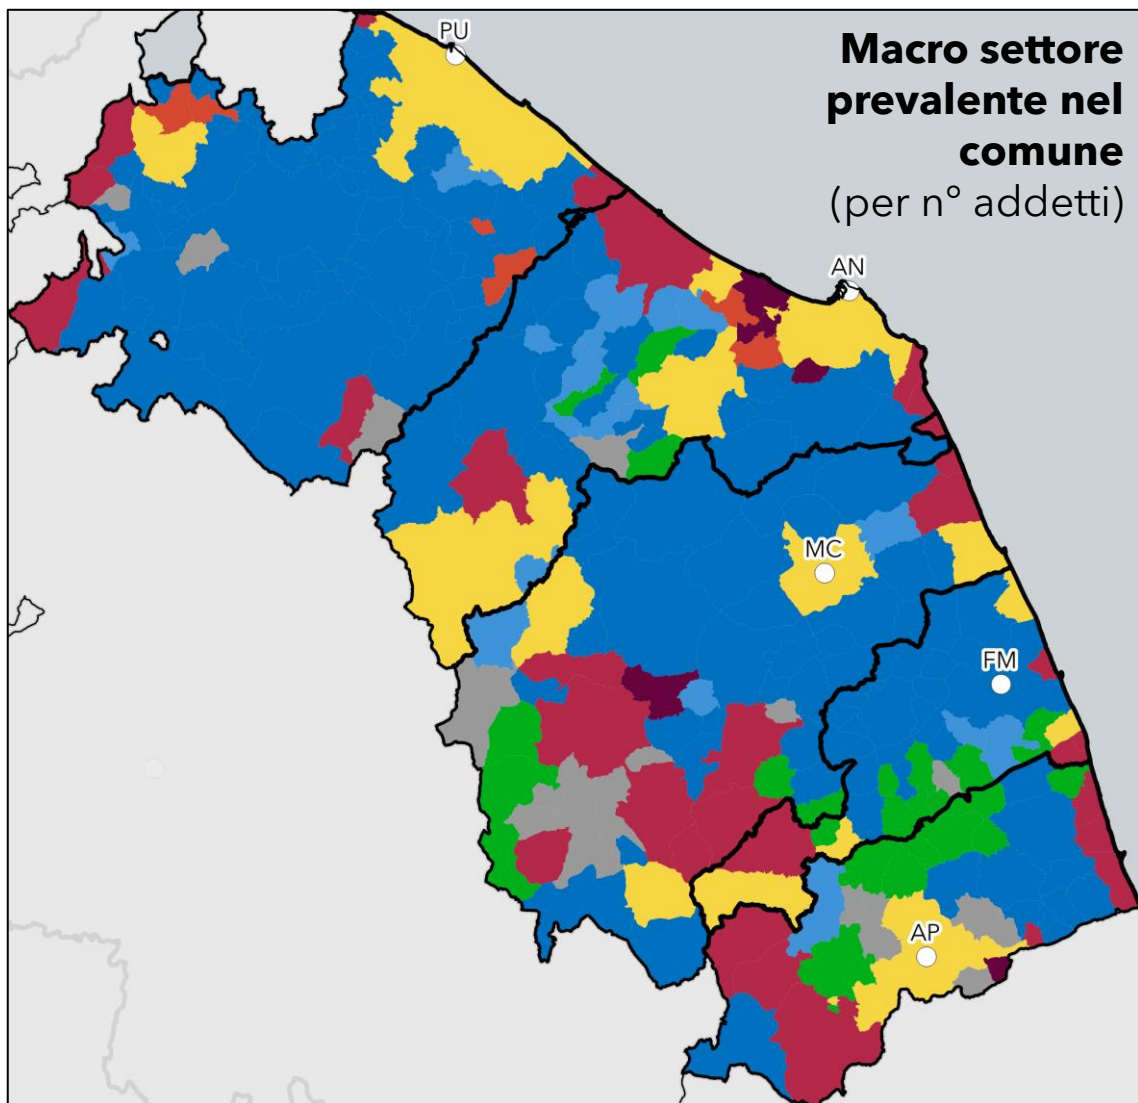 Macro settore
prevalente nel
comune
(per n° addetti)
PU
AN
MC
FM
AP